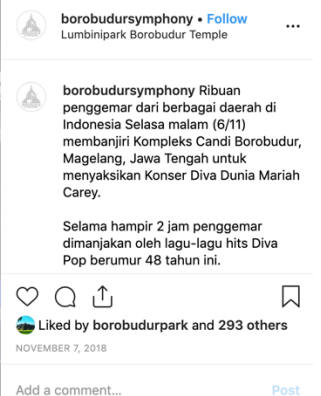 borobudursymphony • Follow
Lumbinipark Borobudur Temple
borobudursymphony Ribuan
penggemar dari berbagai daerah di
Indonesia Selasa malam (6/11)
membanjiri Kompleks Candi Borobudur,
Magelang, Jawa Tengah untuk
menyaksikan Konser Diva Dunia Mariah
Carey.
Selama hampir 2 jam penggemar
dimanjakan oleh lagu-lagu hits Diva
Pop berumur 48 tahun ini.
Liked by borobudurpark and 293 others
NOVEMBER 7, 2018
Add a comment... Post